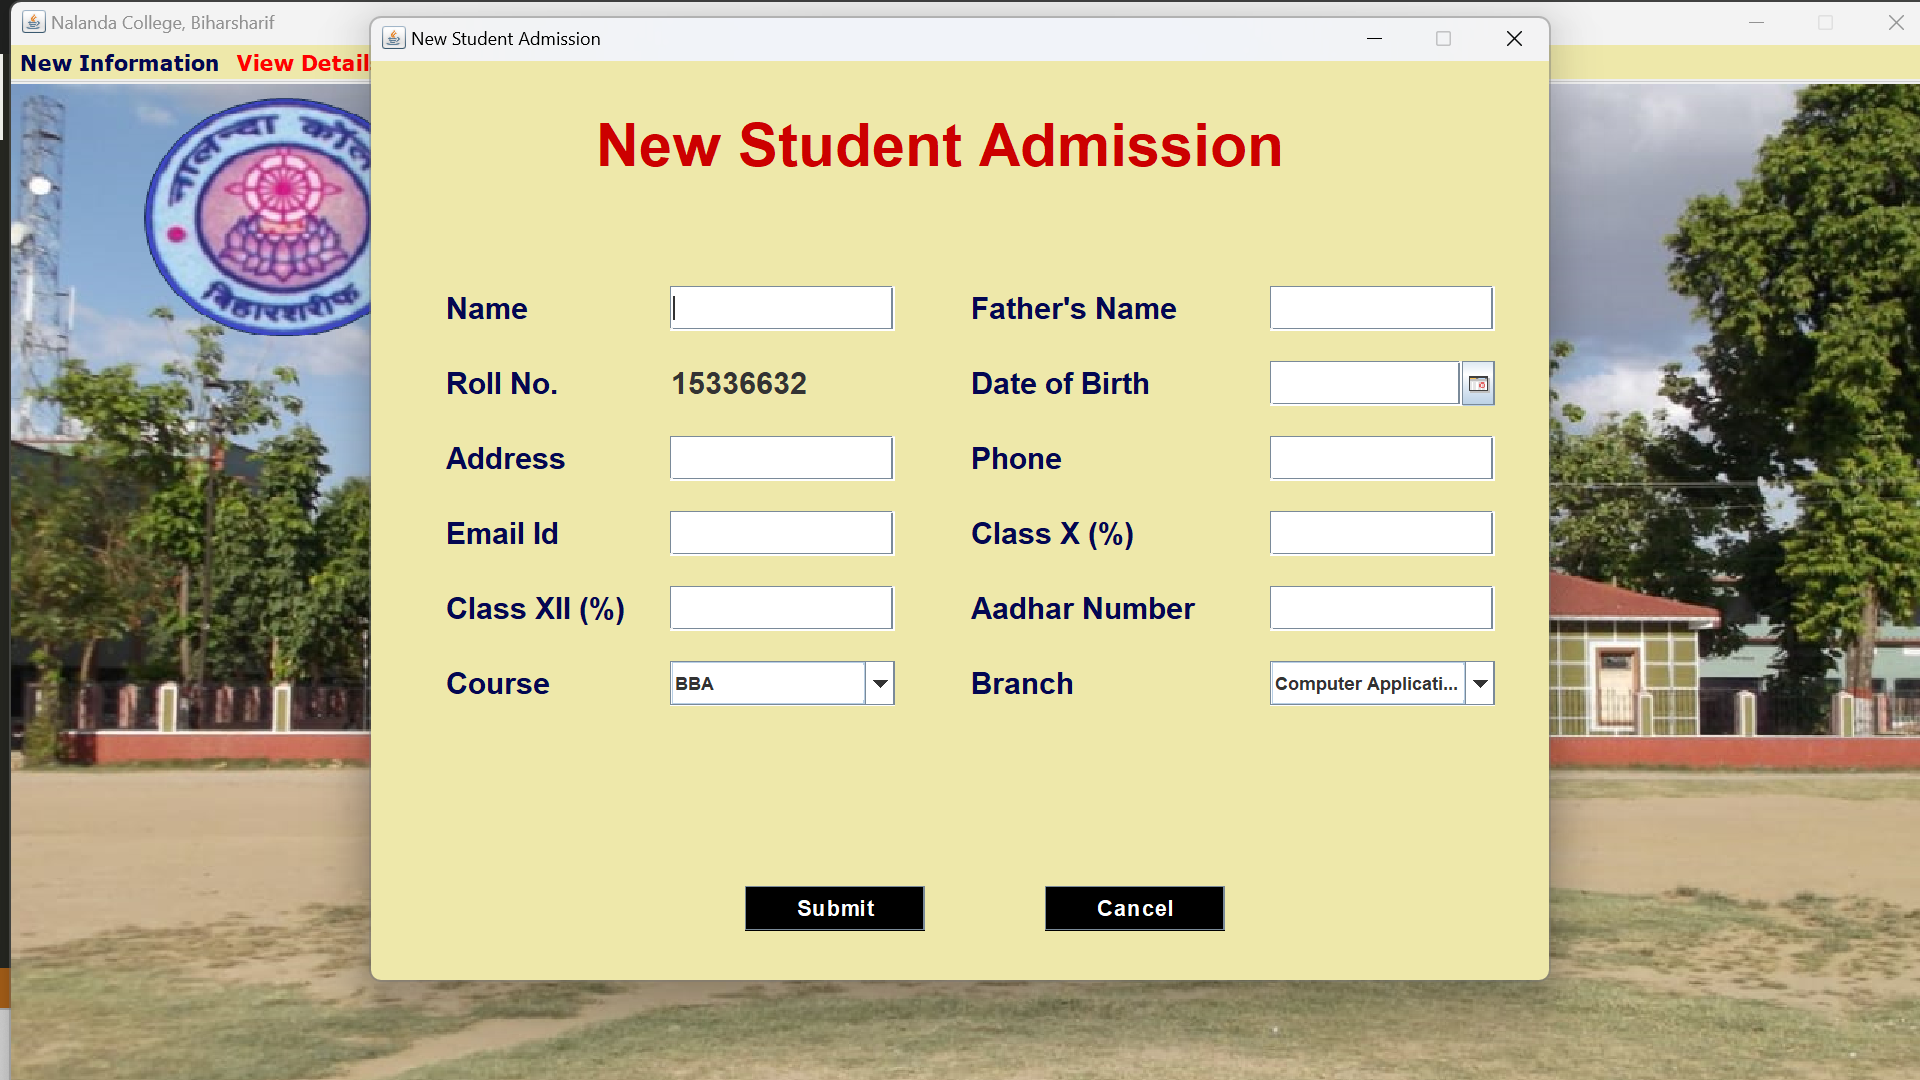 Nalanda College, Biharsharif
New Information View Detail
नालन्दा कॉल
बिहारशरीफ
New Student Admission
New Student Admission
Name
Father's Name
Roll No. 15336632
Date of Birth
Address
Phone
Email Id
Class X (%)
Class XII (%)
Aadhar Number
Course BBA
Branch Computer Applicati...
Submit Cancel